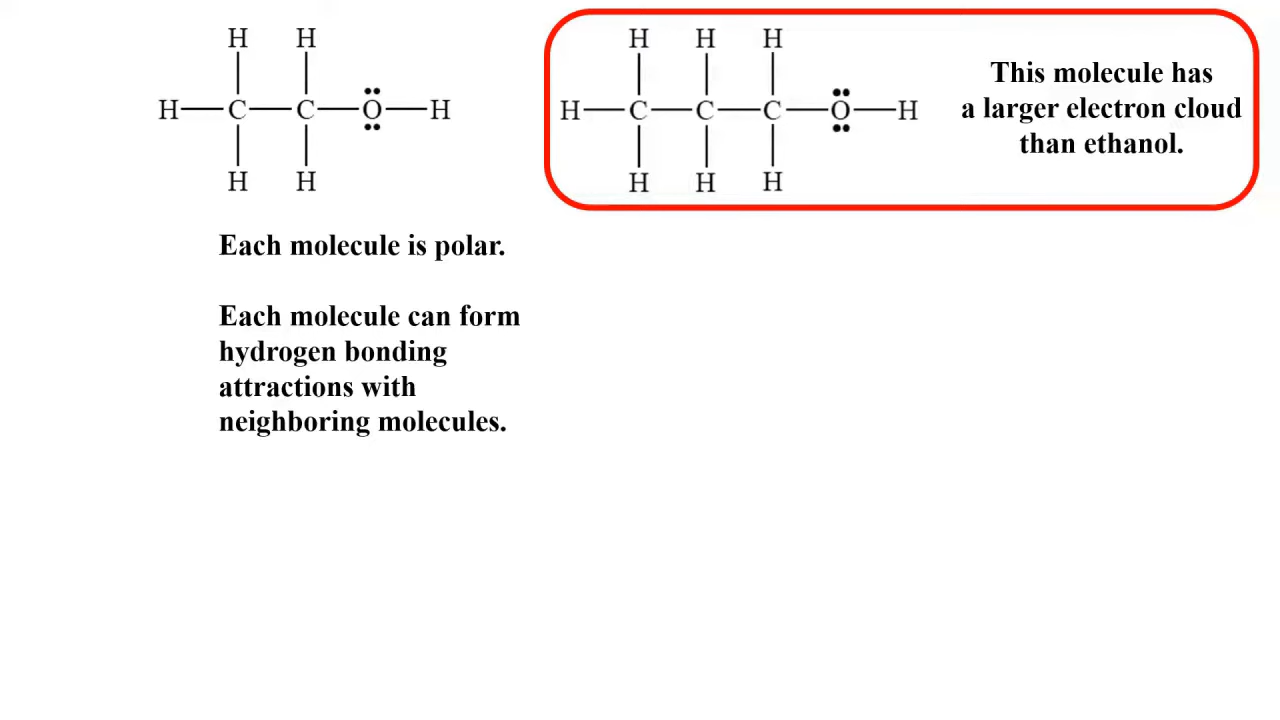 H H
H C C O H
H H
H H H
H C C C O H
H H H
This molecule has
a larger electron cloud
than ethanol.
Each molecule is polar.
Each molecule can form
hydrogen bonding
attractions with
neighboring molecules.